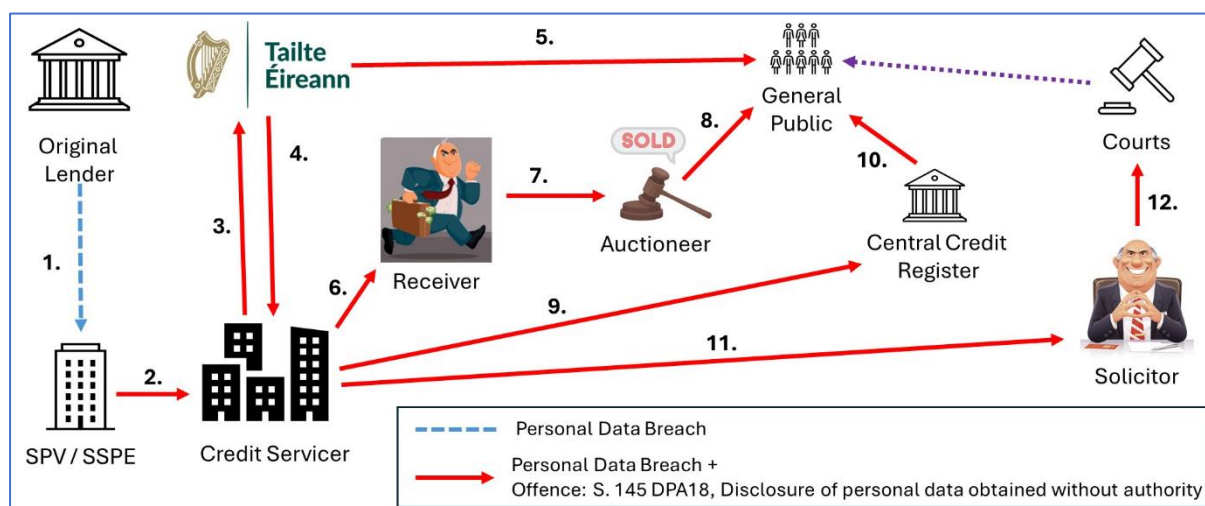 Tailte
Éireann
5.
General
Public
Courts
Original
Lender
1.
3.
4.
Receiver
7.
SOLD
Auctioneer
8.
10.
Central Credit
Register
12.
6.
9.
11.
Solicitor
2.
SPV / SSPE
Credit Servicer
Personal Data Breach
Personal Data Breach +
Offence: S. 145 DPA18, Disclosure of personal data obtained without authority